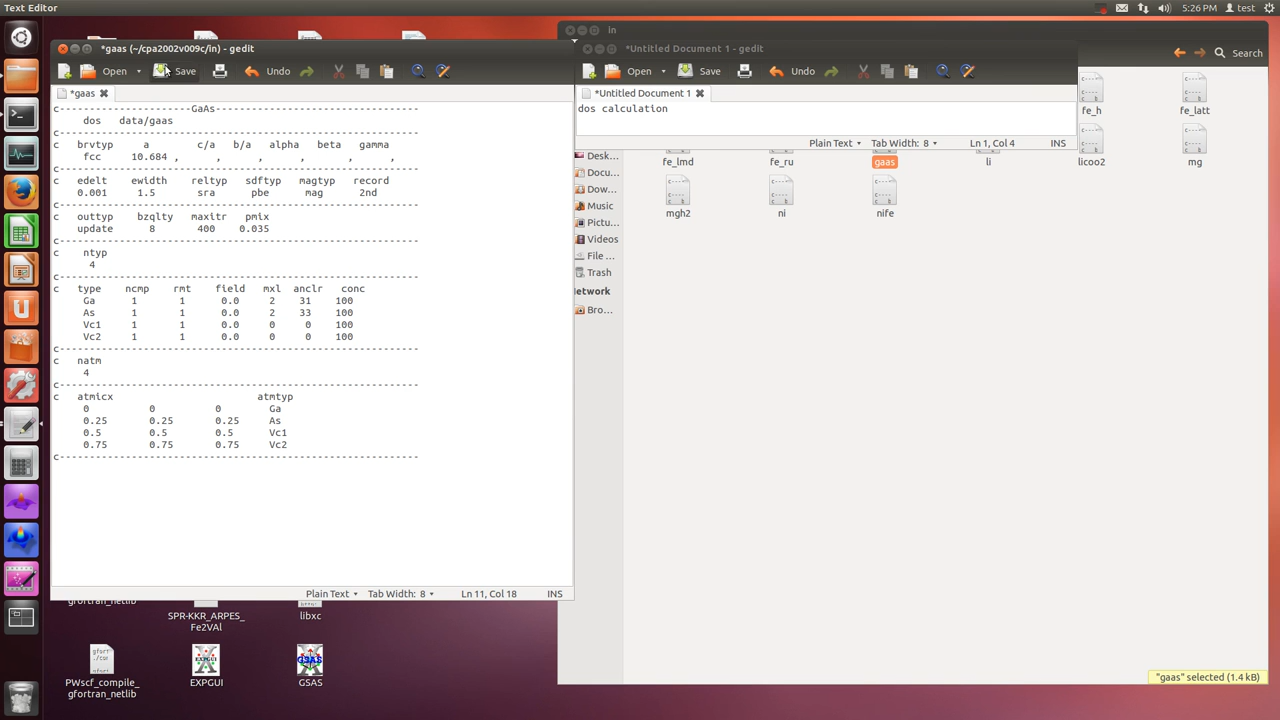 Text Editor
5:26 PM
test
in
*gaas (~/cpa2002v009c/in) - gedit
*Untitled Document 1 - gedit
Search
Open
Save
Undo
Open
Save
Undo
*gaas
*Untitled Document 1
c----------------------GaAs----------------------------------
dos data/gaas
c------------------------------------------------------------
c brvtyp a c/a b/a alpha beta gamma
fcc 10.684 , , , , , ,
c------------------------------------------------------------
c edelt ewidth reltyp sdftyp magtyp record
0.001 1.5 sra pbe mag 2nd
c------------------------------------------------------------
c outtyp bzqlty maxitr pmix
update 8 400 0.035
c------------------------------------------------------------
c ntyp
4
c------------------------------------------------------------
c type ncmp rmt field mxl anclr conc
Ga 1 1 0.0 2 31 100
As 1 1 0.0 2 33 100
Vc1 1 1 0.0 0 0 100
Vc2 1 1 0.0 0 0 100
c------------------------------------------------------------
c natm
4
c------------------------------------------------------------
c atmicx atmtyp
0 0 0 Ga
0.25 0.25 0.25 As
0.5 0.5 0.5 Vc1
0.75 0.75 0.75 Vc2
c------------------------------------------------------------
Plain Text Tab Width: 8 Ln 11, Col 18 INS
dos calculation
Plain Text Tab Width: 8 Ln 1, Col 4 INS
fe_h
fe_latt
fe_lmd
fe_ru
gaas
li
licoo2
mg
mgh2
ni
nife
Desk...
Docu...
Dow...
Music
Pictu...
Videos
File ...
Trash
Network
Bro...
gfortran_netlib
SPR-KKR_ARPES_
Fe2VAl
libxc
PWscf_compile_
gfortran_netlib
EXPGUI
GSAS
"gaas" selected (1.4 kB)